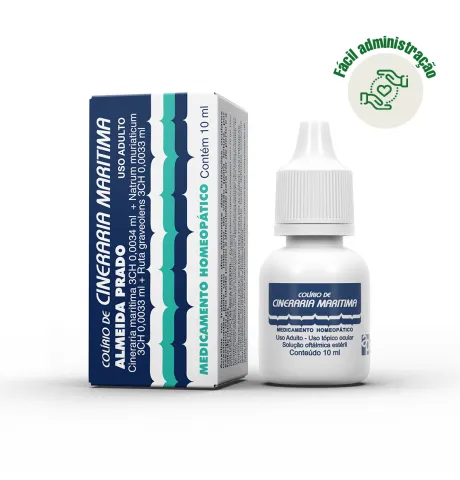 Fácil administração
COLÍRIO DE CINERARIA MARITIMA
USO ADULTO
ALMEIDA PRADO
Cineraria maritima 3CH 0,0034 ml + Natrum muriaticum
3CH 0,0033 ml + Ruta graveolens 3CH 0,0033 ml
MEDICAMENTO HOMEOPÁTICO
Contém 10 ml
COLÍRIO DE
CINERARIA MARITIMA
MEDICAMENTO HOMEOPÁTICO
Uso Adulto - Uso tópico ocular
Solução oftálmica estéril
Conteúdo 10 ml